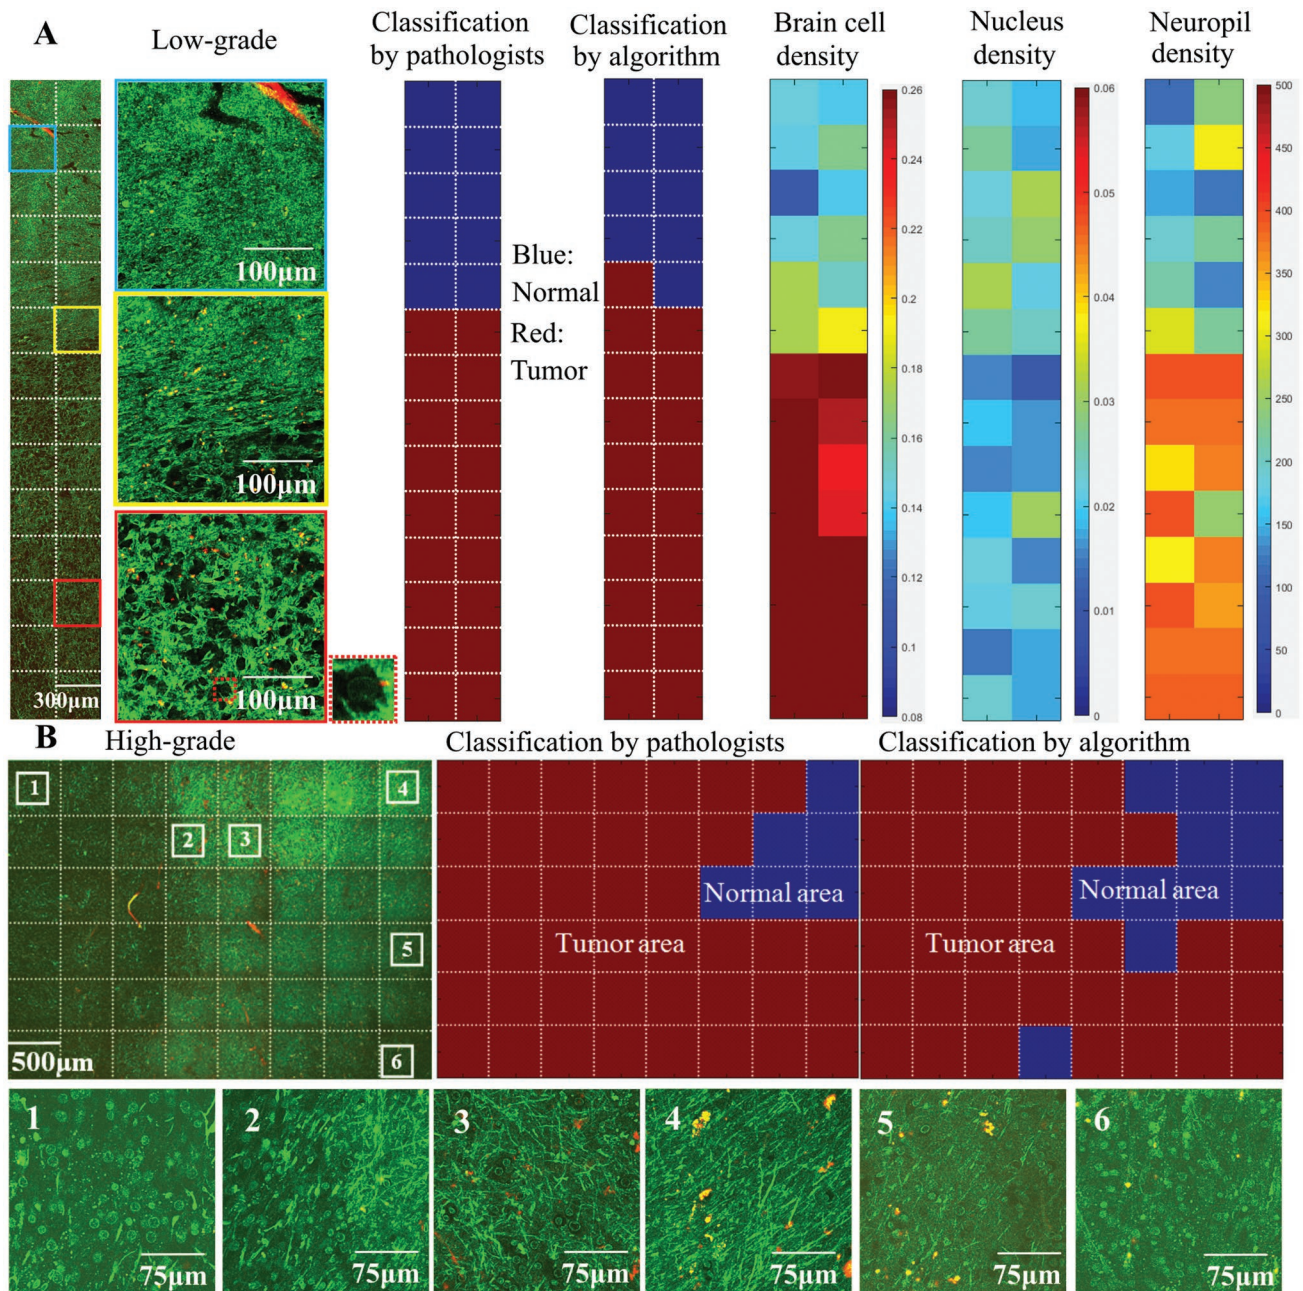 A
Low-grade
Classification
by pathologists
Classification
by algorithm
Brain cell
density
Nucleus
density
Neuropil
density
100μm
100μm
100μm
300μm
Blue:
Normal
Red:
Tumor
0.26
0.24
0.22
0.2
0.18
0.16
0.14
0.12
0.1
0.08
0.06
0.05
0.04
0.03
0.02
0.01
0
500
450
400
350
300
250
200
150
100
50
0
B
High-grade
Classification by pathologists
Classification by algorithm
1
4
2
3
5
6
500μm
Normal area
Tumor area
Normal area
Tumor area
1
75μm
2
75μm
3
75μm
4
75μm
5
75μm
6
75μm